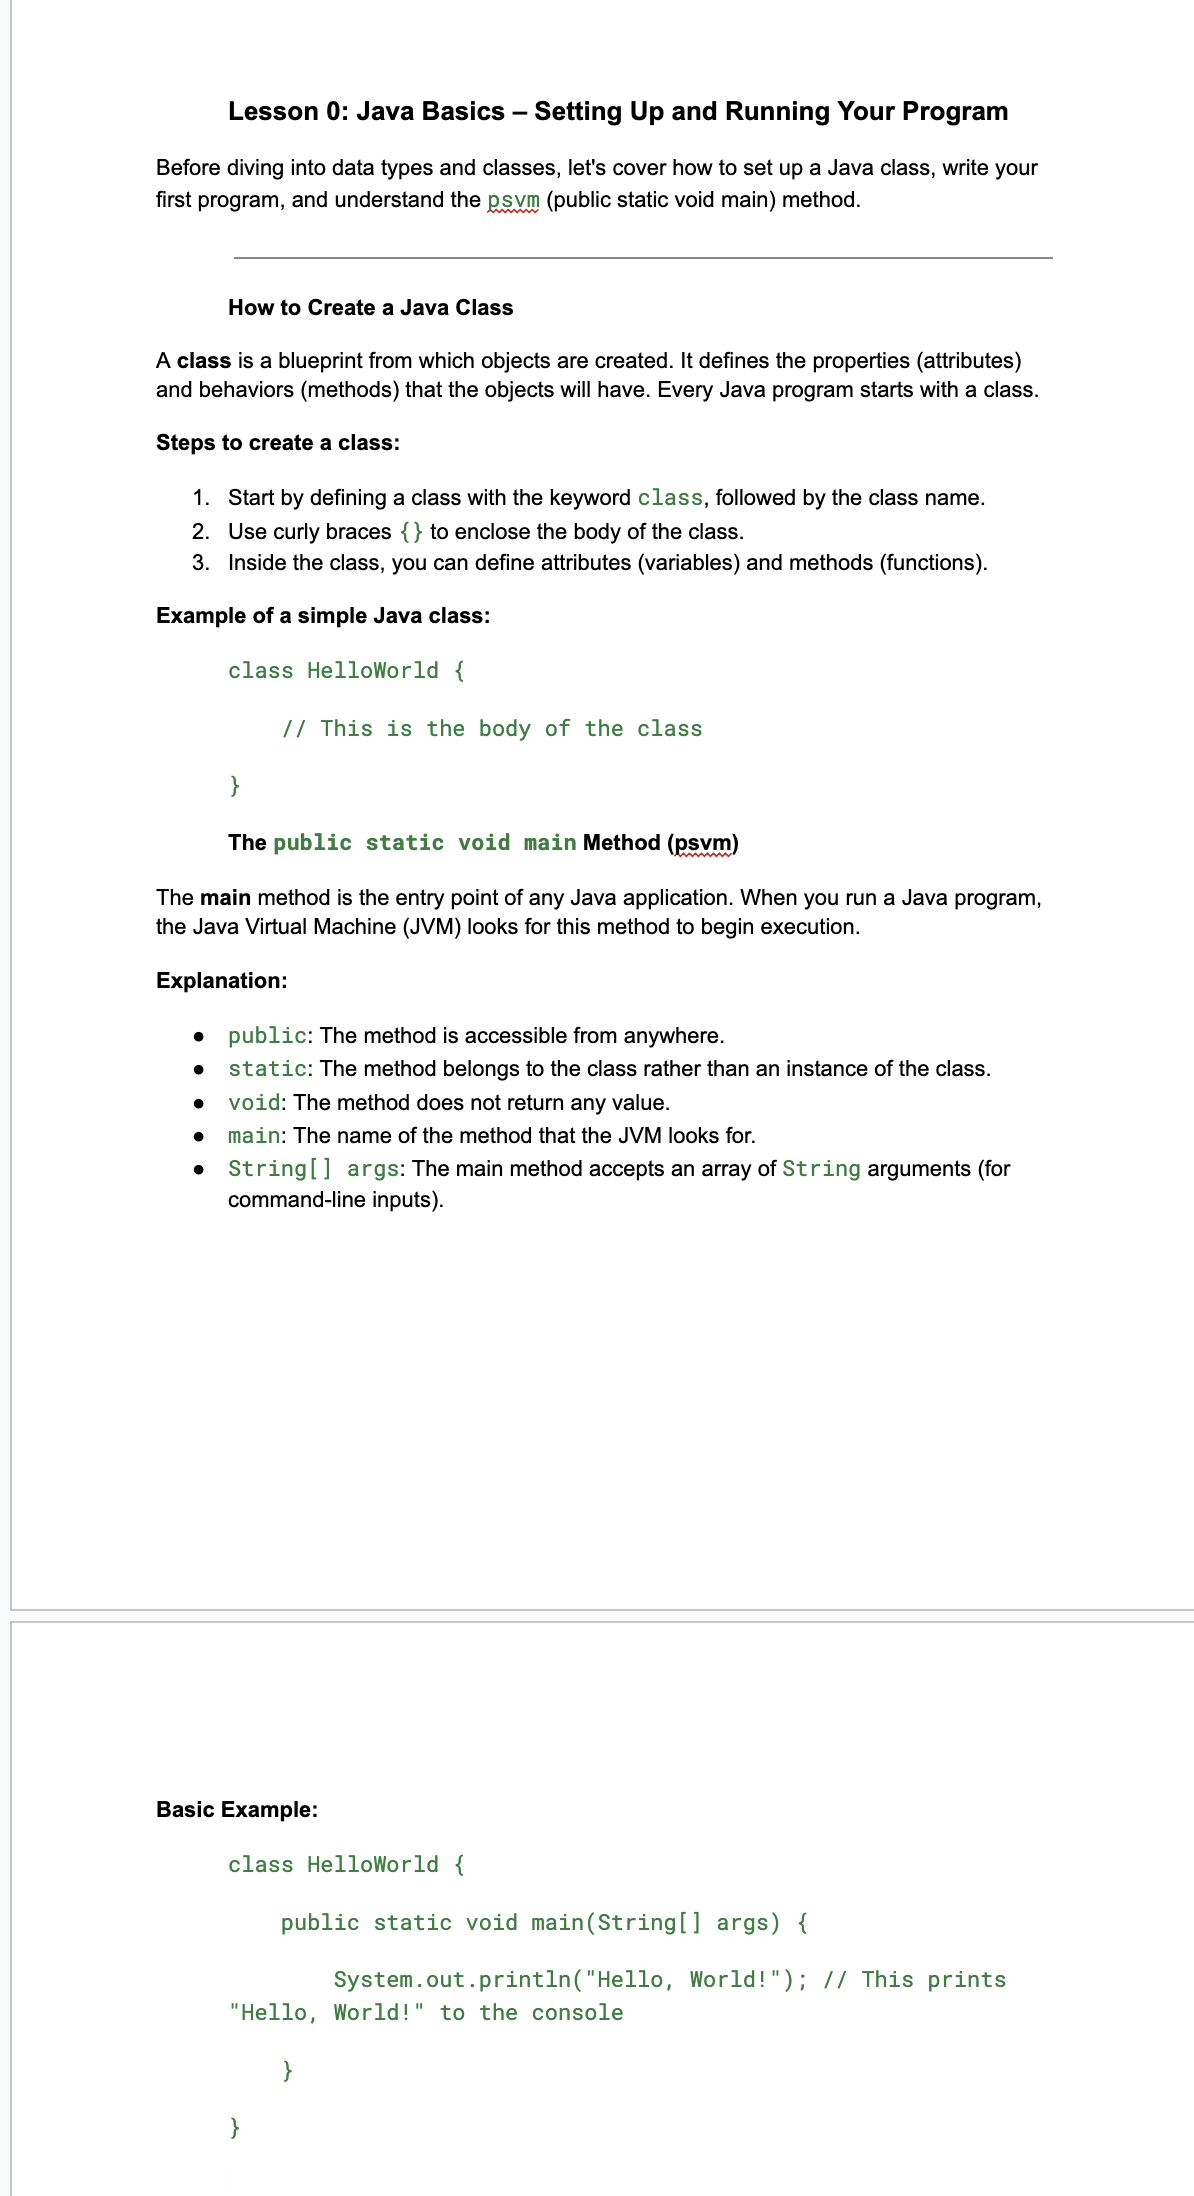 Lesson 0: Java Basics – Setting Up and Running Your Program
Before diving into data types and classes, let's cover how to set up a Java class, write your
first program, and understand the psvm (public static void main) method.
How to Create a Java Class
A class is a blueprint from which objects are created. It defines the properties (attributes)
and behaviors (methods) that the objects will have. Every Java program starts with a class.
Steps to create a class:
1. Start by defining a class with the keyword class, followed by the class name.
2. Use curly braces {} to enclose the body of the class.
3. Inside the class, you can define attributes (variables) and methods (functions).
Example of a simple Java class:
class HelloWorld {
    // This is the body of the class
}
The public static void main Method (psvm)
The main method is the entry point of any Java application. When you run a Java program,
the Java Virtual Machine (JVM) looks for this method to begin execution.
Explanation:
● public: The method is accessible from anywhere.
● static: The method belongs to the class rather than an instance of the class.
● void: The method does not return any value.
● main: The name of the method that the JVM looks for.
● String[] args: The main method accepts an array of String arguments (for
command-line inputs).
Basic Example:
class HelloWorld {
    public static void main(String[] args) {
        System.out.println("Hello, World!"); // This prints
"Hello, World!" to the console
    }
}